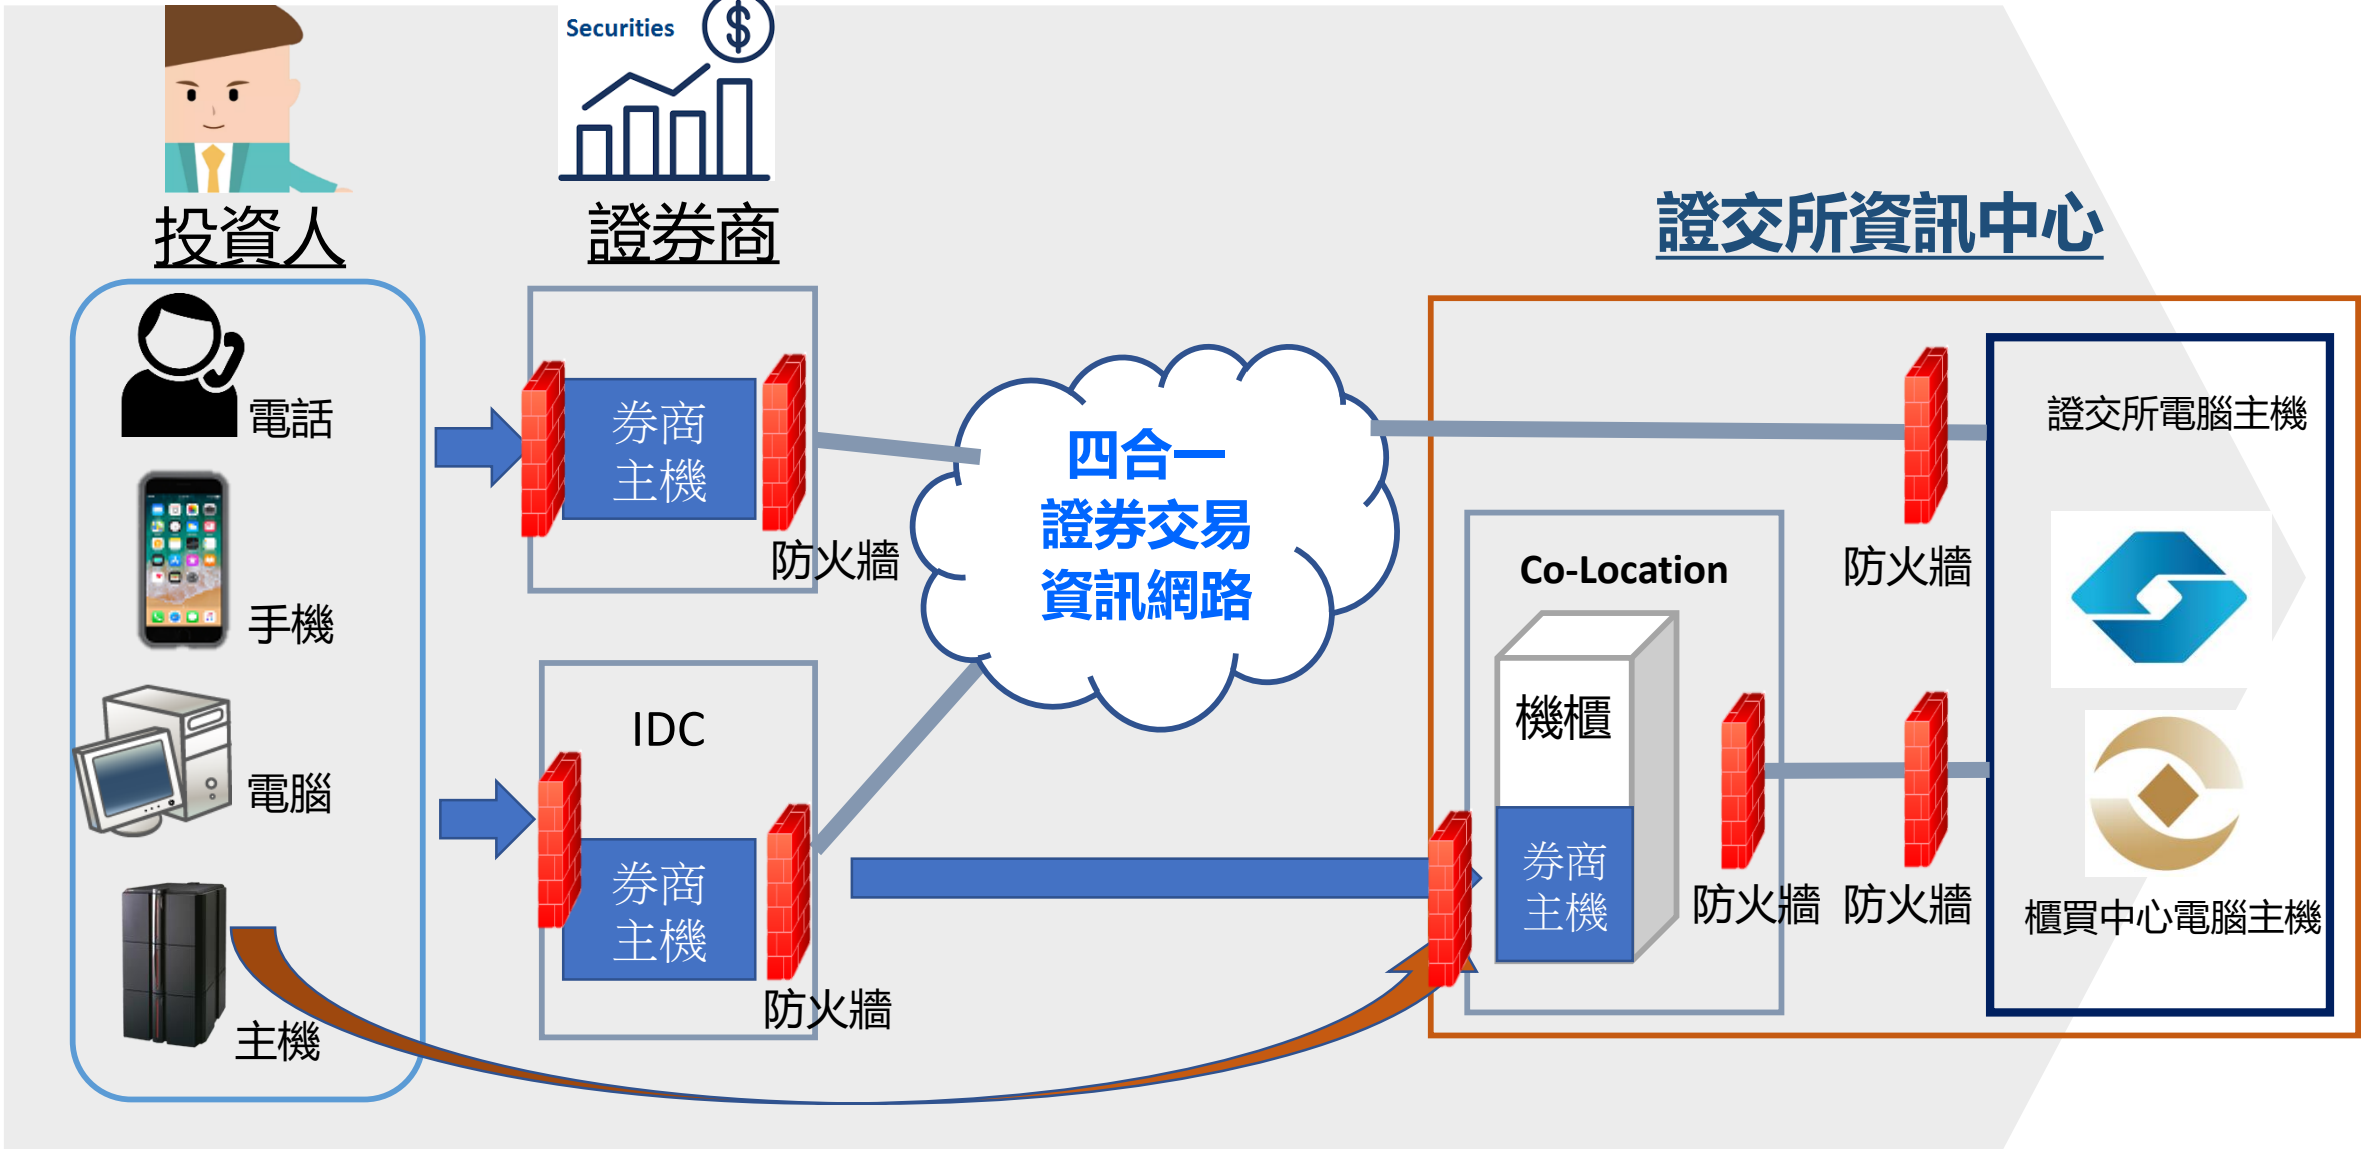 Securities
投資人
證券商
證交所資訊中心
電話
手機
電腦
主機
券商
主機
防火牆
IDC
券商
主機
防火牆
四合一
證券交易
資訊網路
Co-Location
機櫃
券商
主機
防火牆
防火牆
防火牆
證交所電腦主機
櫃買中心電腦主機